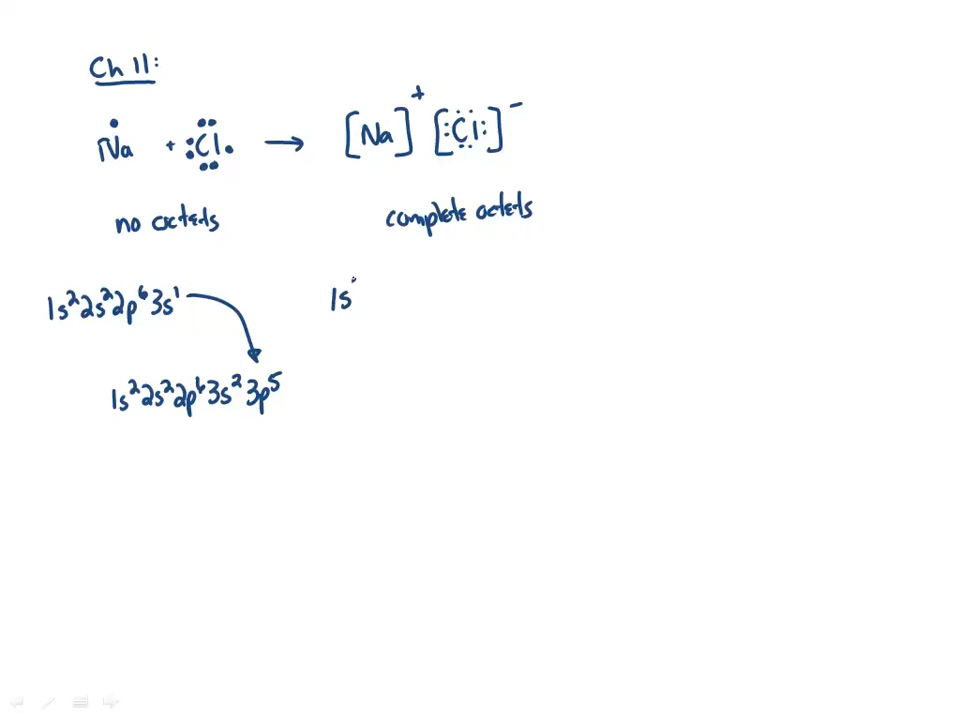 Ch 11:
Na + Cl → [Na]⁺ [Cl]⁻
no octets
complete octets
1s²2s²2p⁶3s¹
1s
1s²2s²2p⁶3s²3p⁵